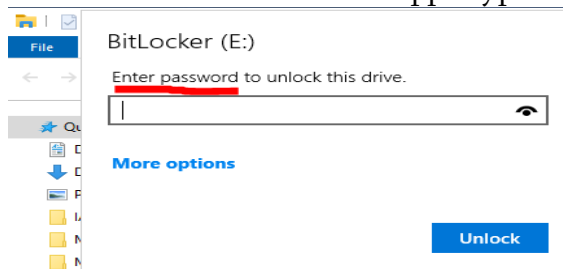 File
BitLocker (E:)
Enter password to unlock this drive.
More options
Unlock